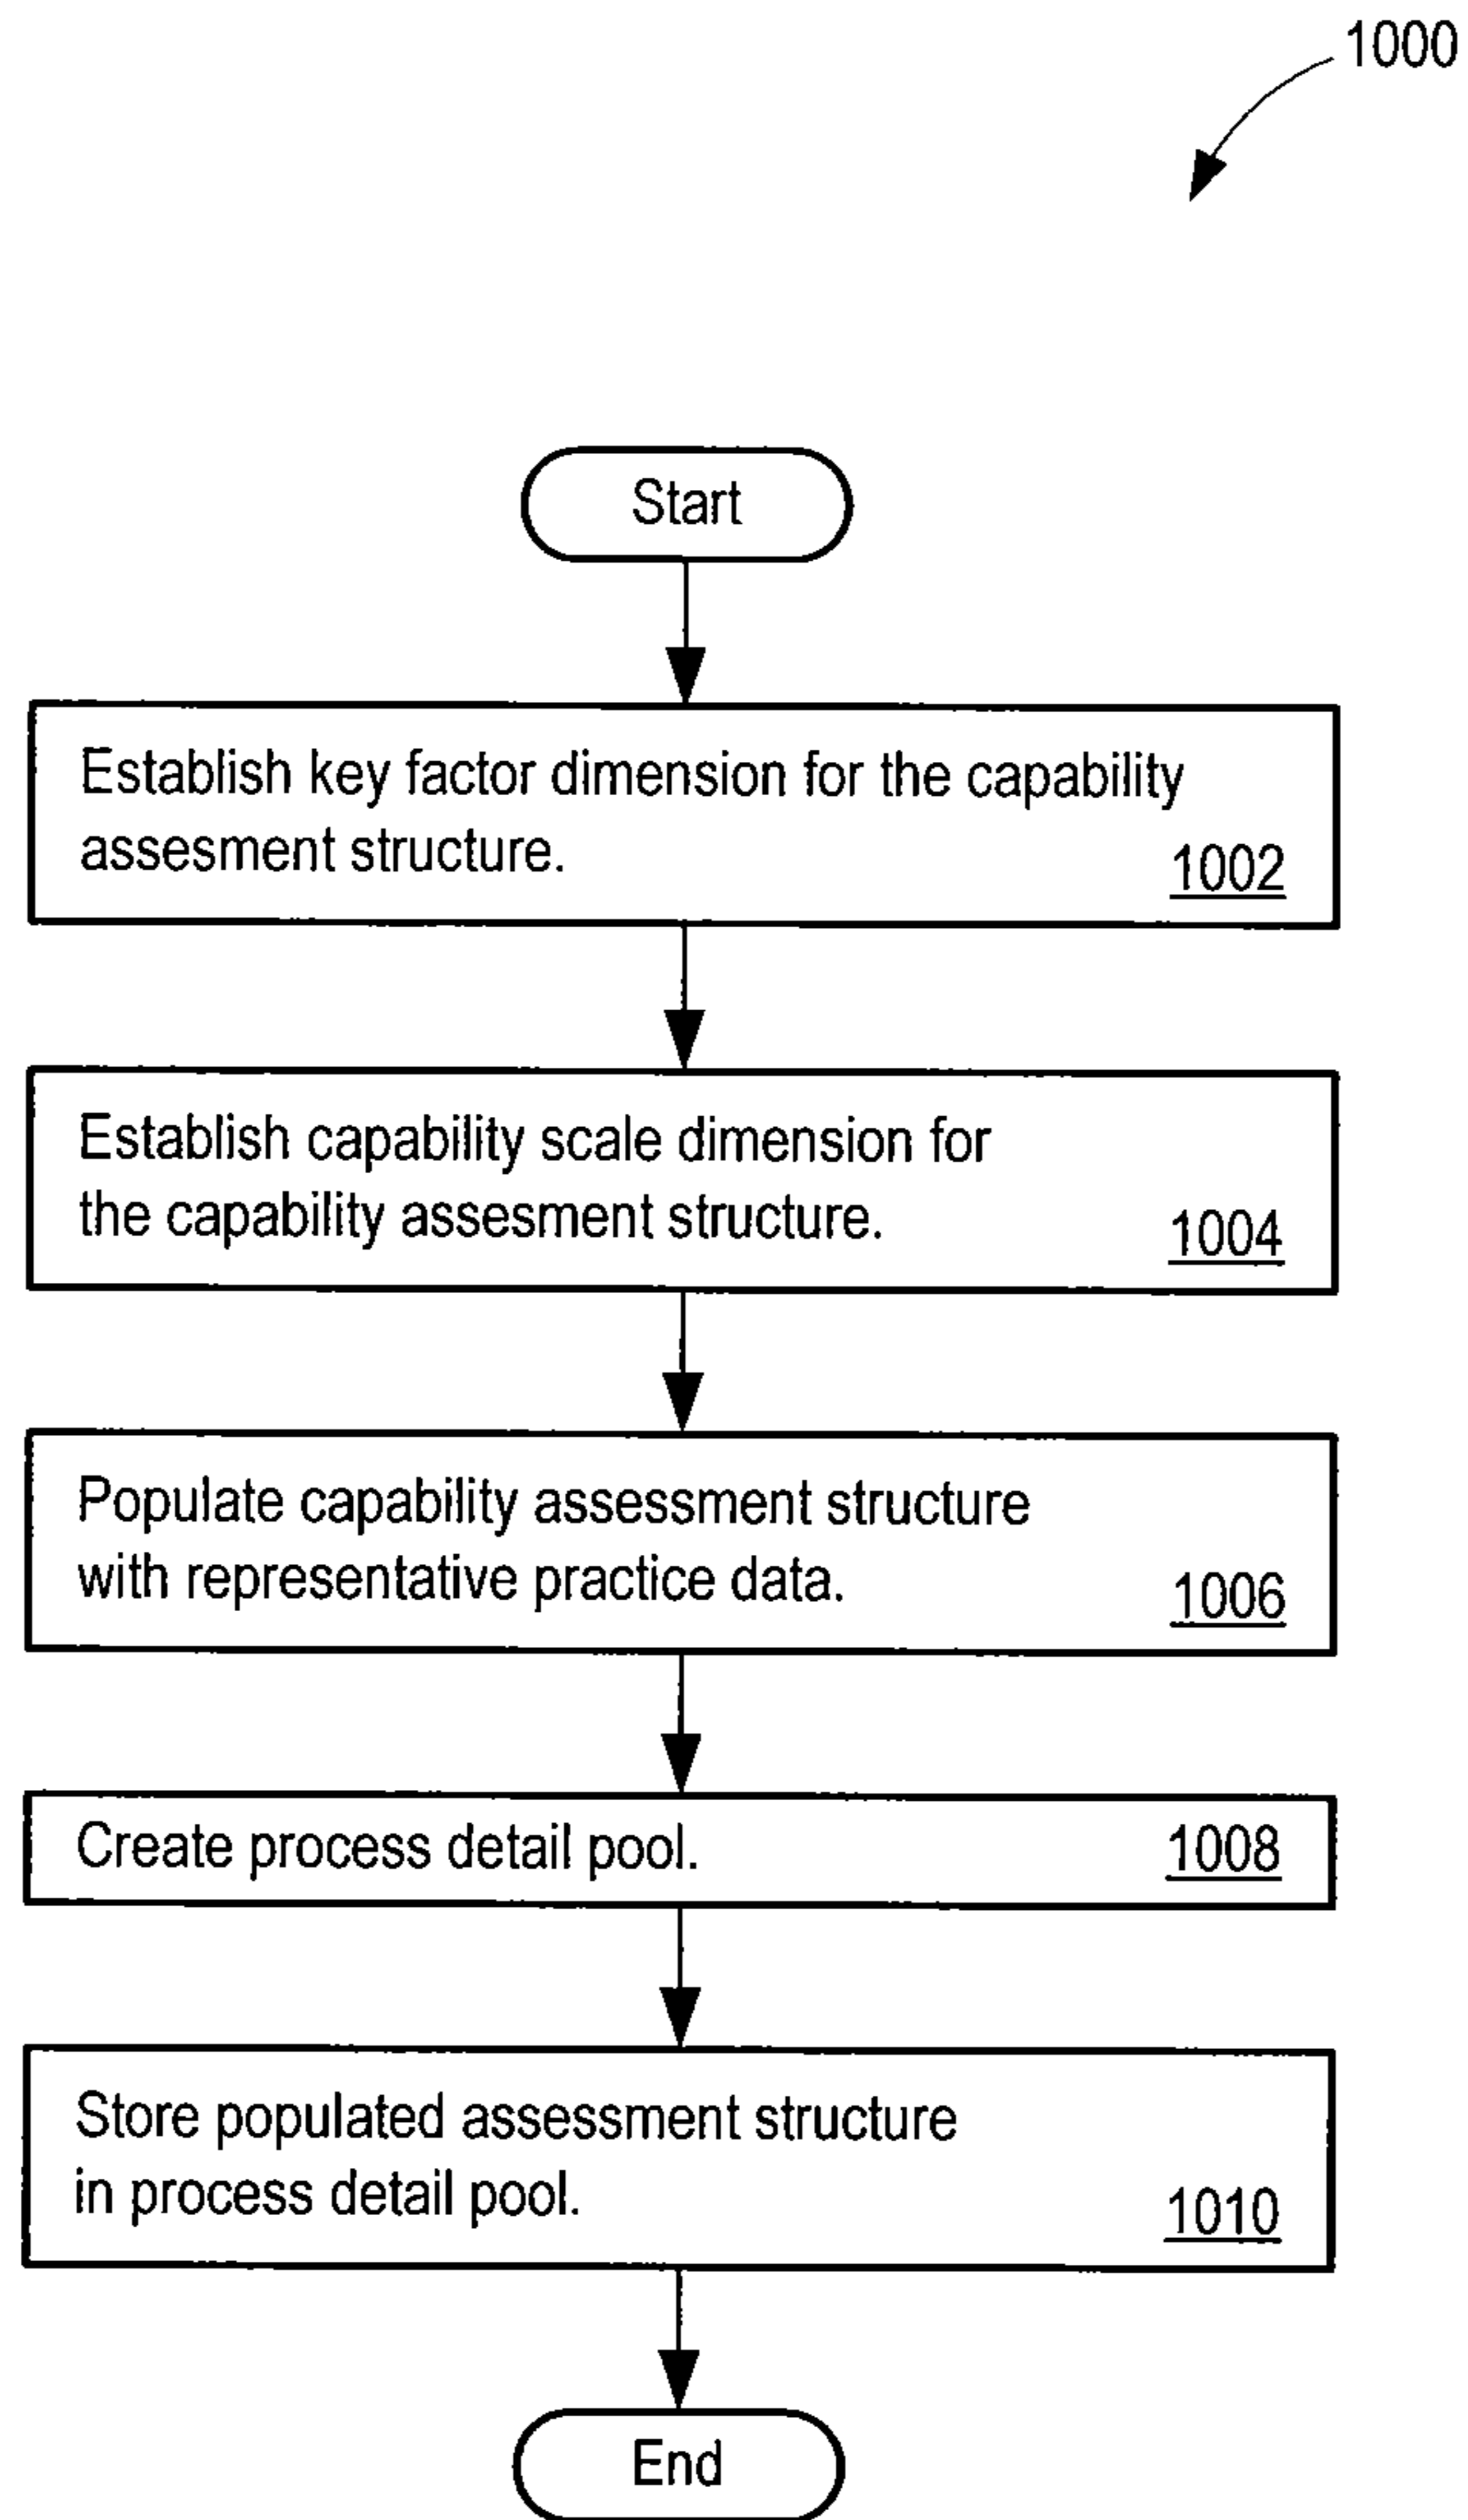 1000
Start
Establish key factor dimension for the capability
assesment structure.
1002
Establish capability scale dimension for
the capability assesment structure.
1004
Populate capability assessment structure
with representative practice data.
1006
Create process detail pool.
1008
Store populated assessment structure
in process detail pool.
1010
End